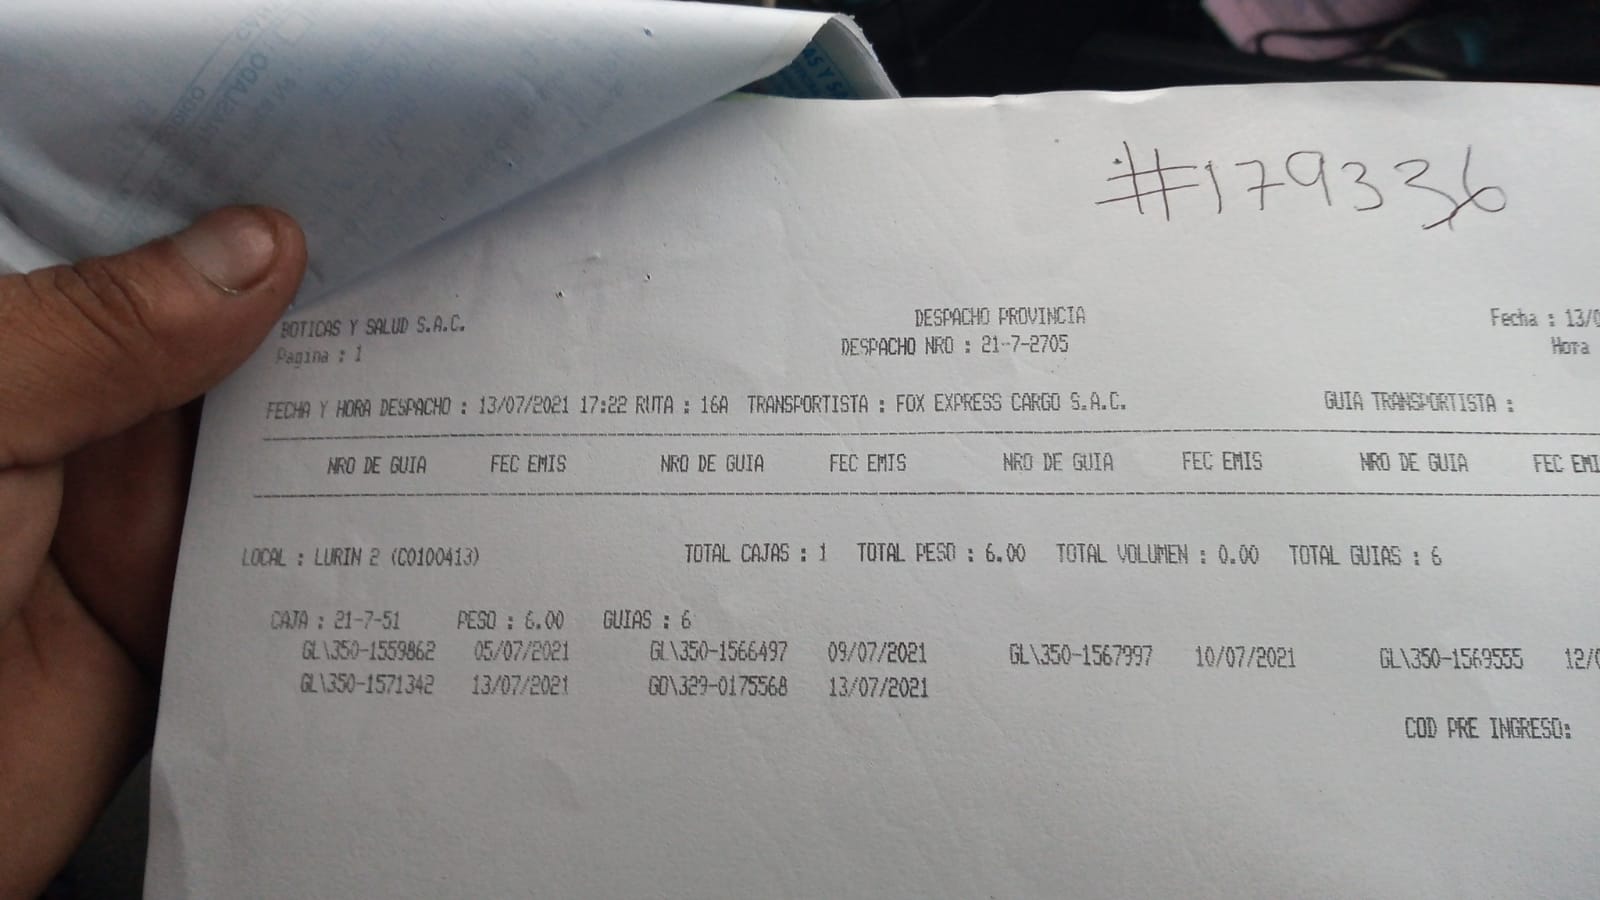 #179336
BOTICAS Y SALUD S.A.C. DESPACHO PROVINCIA Fecha : 13/0
Pagina : 1 DESPACHO NRO : 21-7-2705 Hora
FECHA Y HORA DESPACHO : 13/07/2021 17:22 RUTA : 16A TRANSPORTISTA : FOX EXPRESS CARGO S.A.C. GUIA TRANSPORTISTA :
NRO DE GUIA FEC EMIS NRO DE GUIA FEC EMIS NRO DE GUIA FEC EMIS NRO DE GUIA FEC EMI
LOCAL : LURIN 2 (C0100413) TOTAL CAJAS : 1 TOTAL PESO : 6.00 TOTAL VOLUMEN : 0.00 TOTAL GUIAS : 6
CAJA : 21-7-51 PESO : 6.00 GUIAS : 6
GL\350-1559862 05/07/2021 GL\350-1566497 09/07/2021 GL\350-1567997 10/07/2021 GL\350-1569555 12/0
GL\350-1571342 13/07/2021 GD\329-0175568 13/07/2021
COD PRE INGRESO: